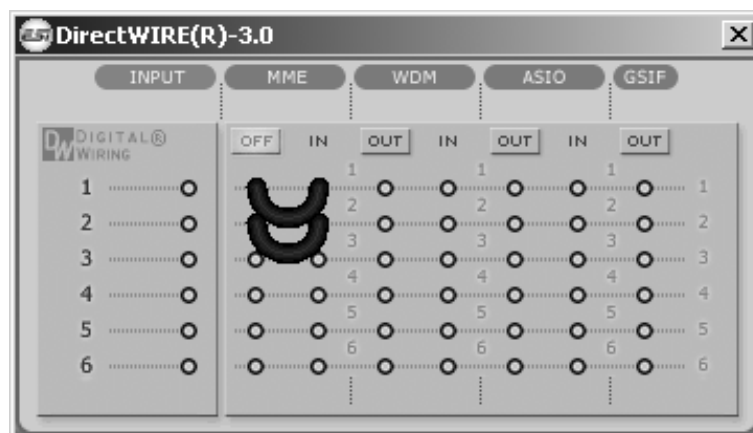 DirectWIRE(R)-3.0
INPUT MME WDM ASIO GSIF
DW DIGITAL®
WIRING
OFF IN OUT IN OUT IN OUT
1 1 1 1 1
2 2 2 2 2
3 3 3 3 3
4 4 4 4 4
5 5 5 5 5
6 6 6 6 6